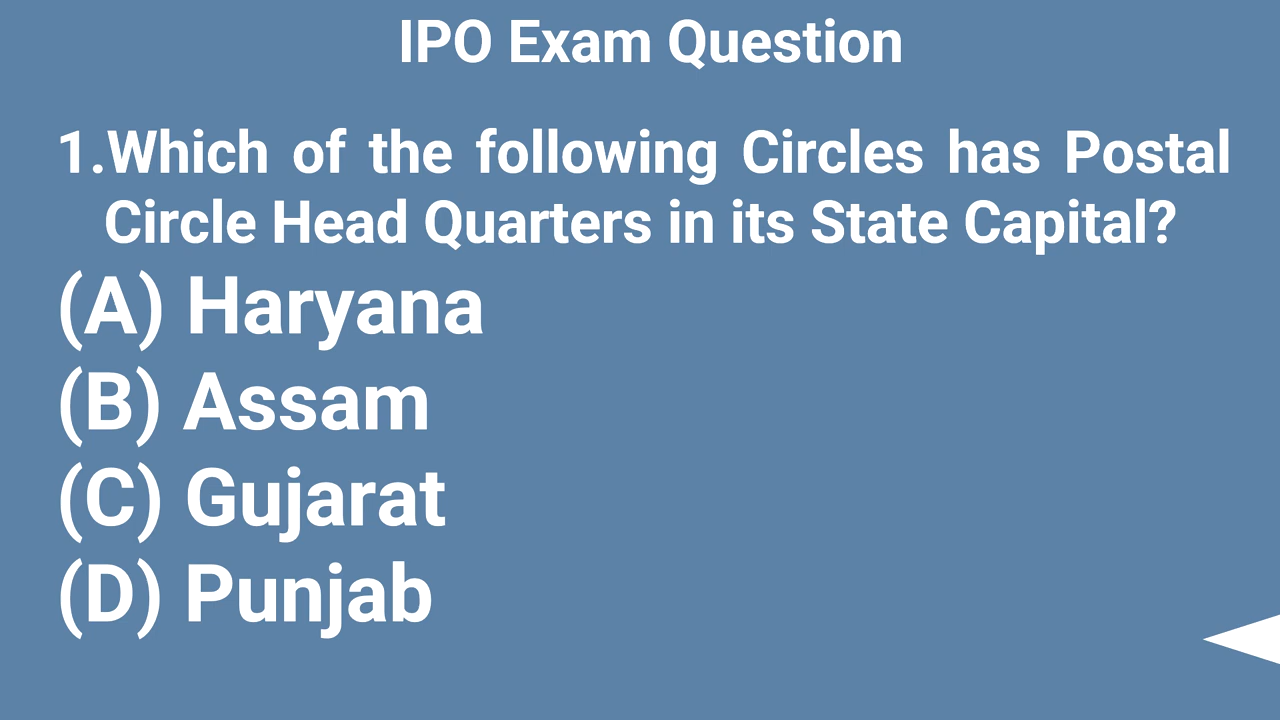 IPO Exam Question
1.Which of the following Circles has Postal
Circle Head Quarters in its State Capital?
(A) Haryana
(B) Assam
(C) Gujarat
(D) Punjab